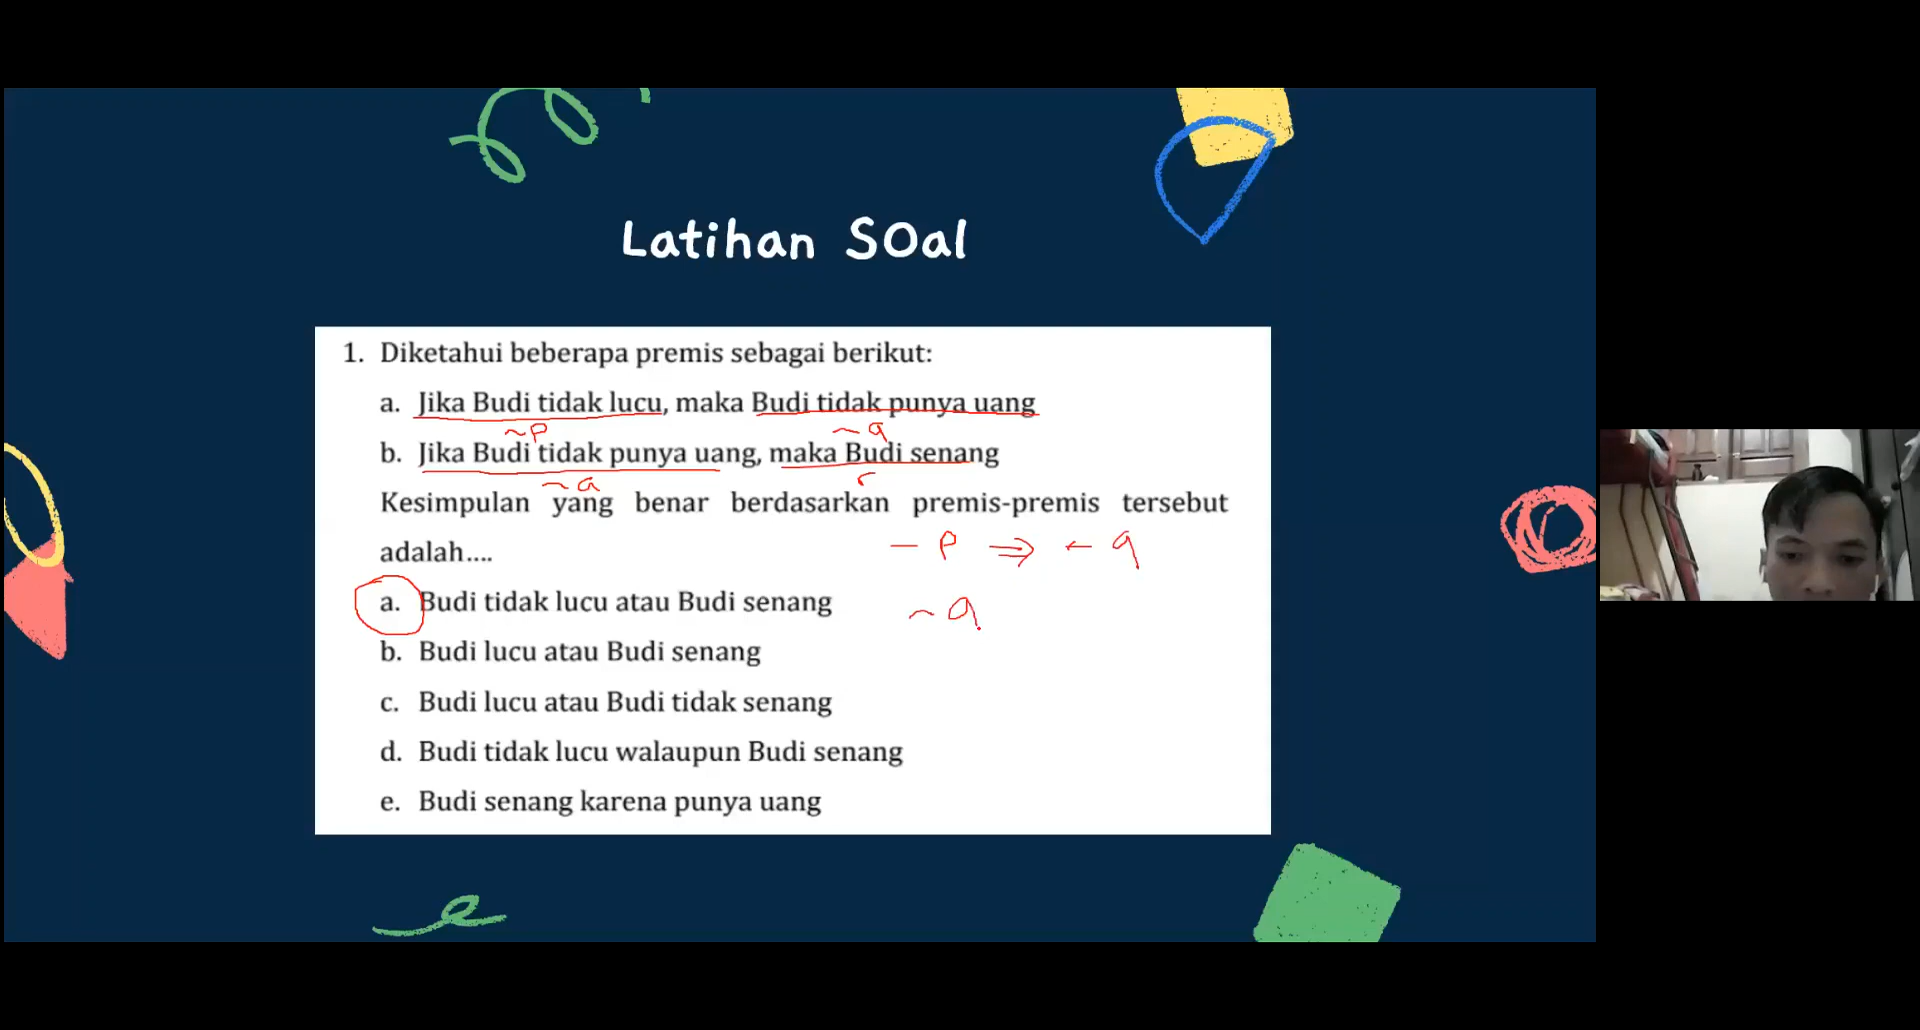 Latihan SOal
1. Diketahui beberapa premis sebagai berikut:
a. Jika Budi tidak lucu, maka Budi tidak punya uang
~p ~q
b. Jika Budi tidak punya uang, maka Budi senang
~q r
Kesimpulan yang benar berdasarkan premis-premis tersebut
adalah....
- p ⇒ - q
a. Budi tidak lucu atau Budi senang
~ q
b. Budi lucu atau Budi senang
c. Budi lucu atau Budi tidak senang
d. Budi tidak lucu walaupun Budi senang
e. Budi senang karena punya uang